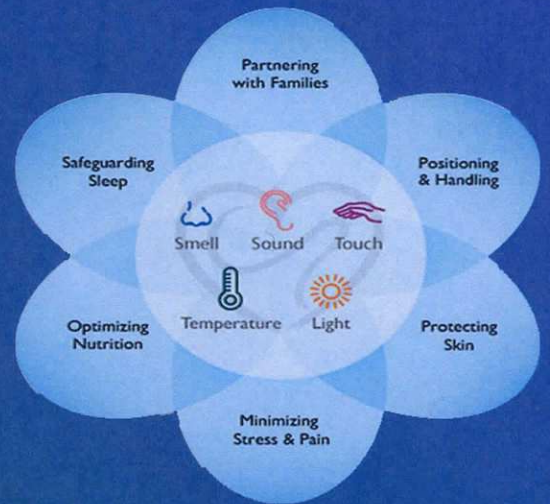 Partnering
with Families
Safeguarding
Sleep
Positioning
& Handling
Smell
Sound
Touch
Temperature
Light
Optimizing
Nutrition
Protecting
Skin
Minimizing
Stress & Pain